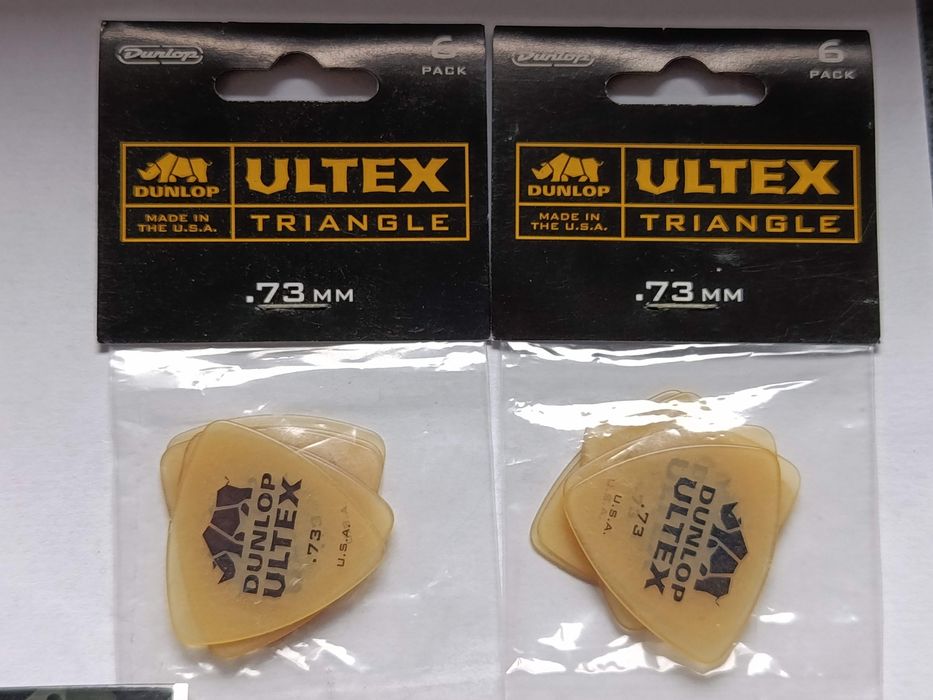 Dunlop
6
PACK
DUNLOP
ULTEX
MADE IN
THE U.S.A.
TRIANGLE
.73 MM
DUNLOP
ULTEX
.73
U.S.A.
Dunlop
6
PACK
DUNLOP
ULTEX
MADE IN
THE U.S.A.
TRIANGLE
.73 MM
DUNLOP
ULTEX
.73
U.S.A.